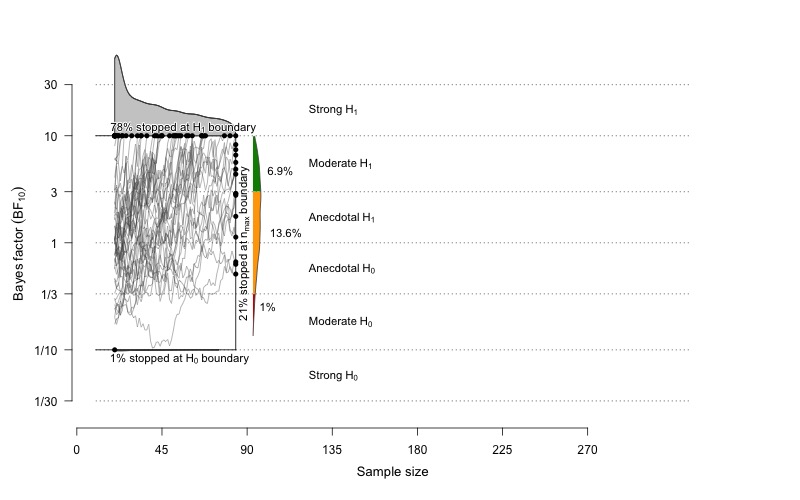 30
Strong H1
78% stopped at H1 boundary
10
Moderate H1
6.9%
3
Anecdotal H1
13.6%
1
Anecdotal H0
21% stopped at nmax boundary
1/3
1%
Moderate H0
1/10
1% stopped at H0 boundary
Strong H0
1/30
Bayes factor (BF10)
0 45 90 135 180 225 270
Sample size